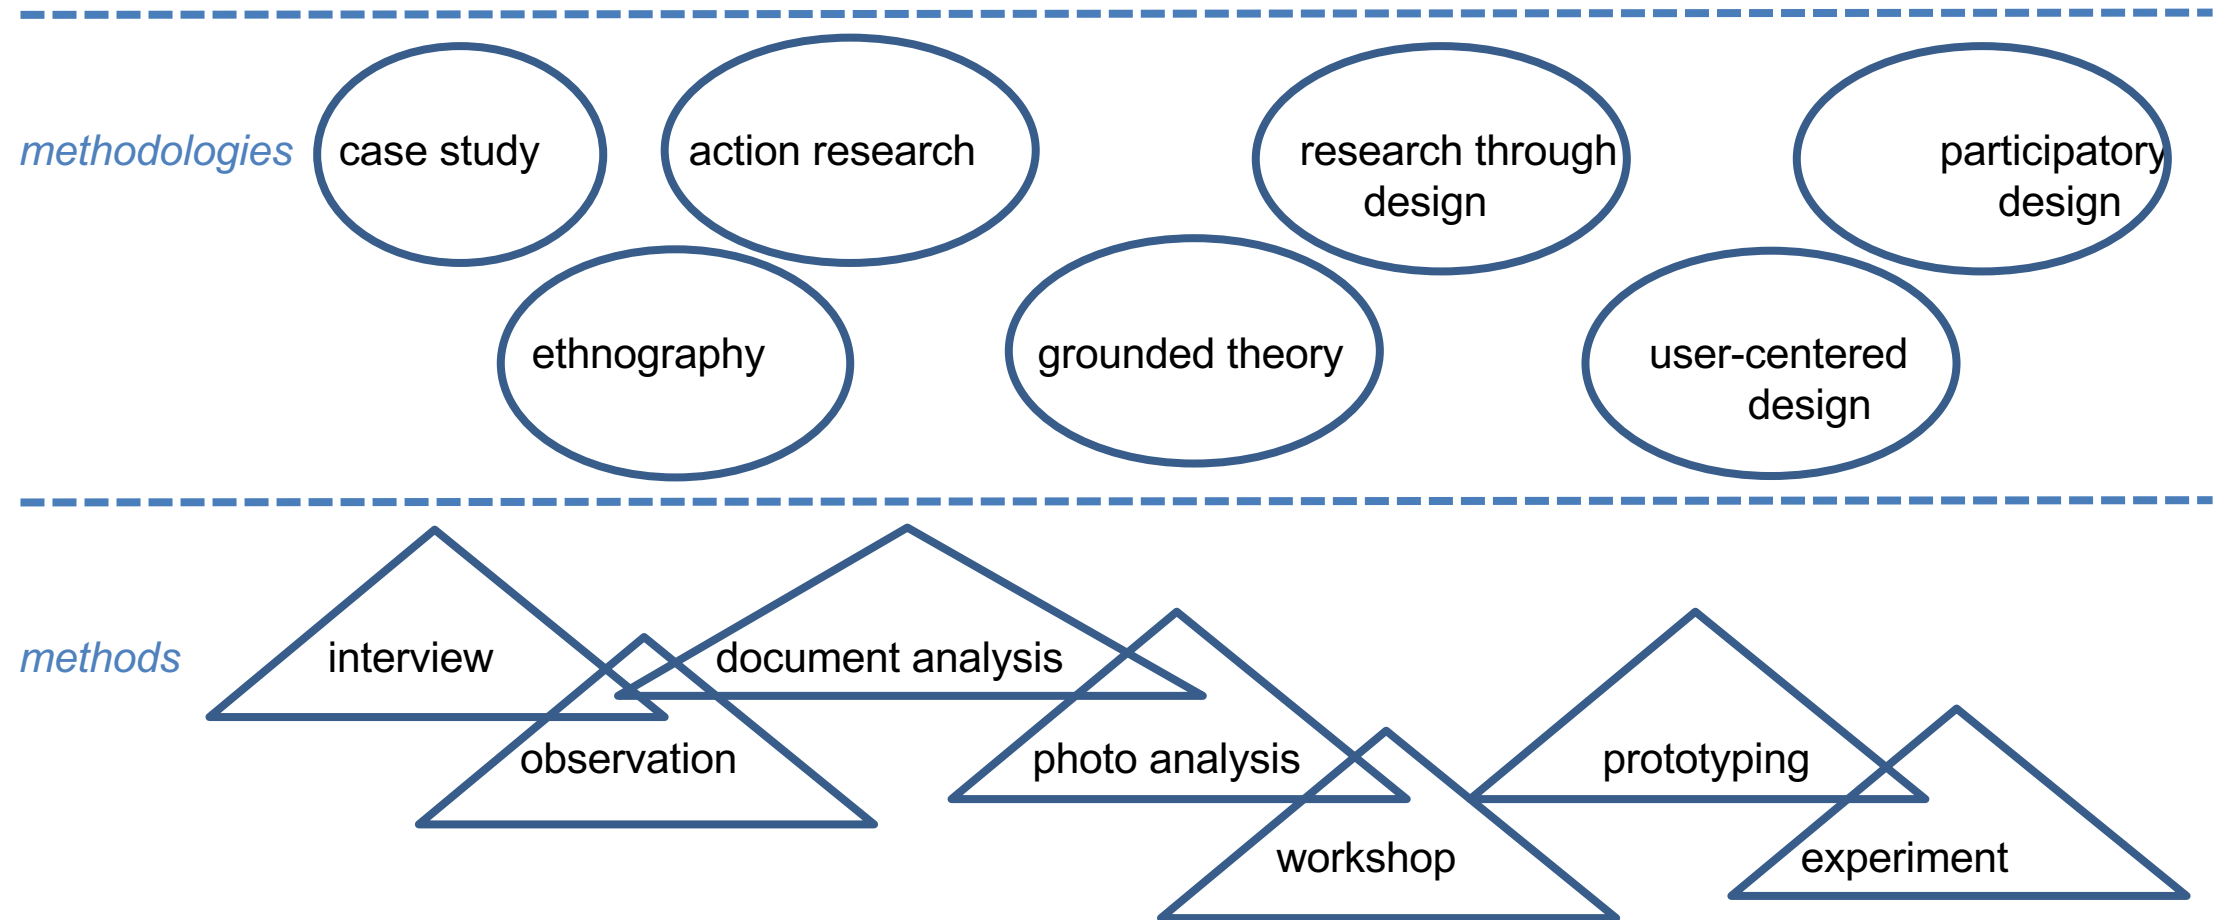 methodologies
case study
action research
research through
design
participatory
design
ethnography
grounded theory
user-centered
design
methods
interview
document analysis
observation
photo analysis
prototyping
workshop
experiment